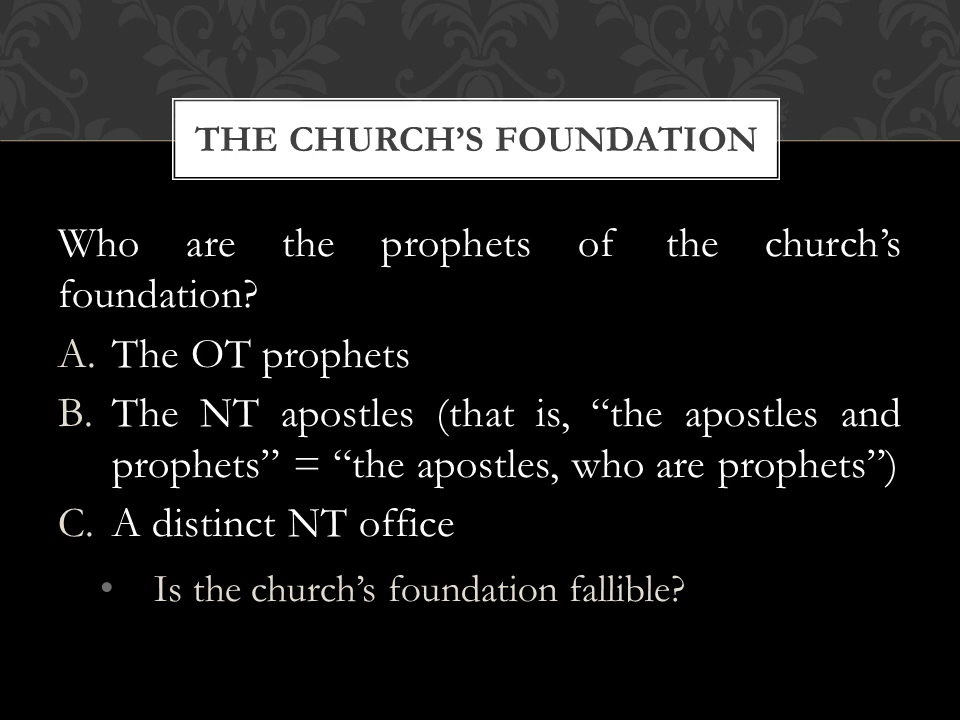 THE CHURCH’S FOUNDATION
Who are the prophets of the church’s
foundation?
A. The OT prophets
B. The NT apostles (that is, “the apostles and
prophets” = “the apostles, who are prophets”)
C. A distinct NT office
• Is the church’s foundation fallible?